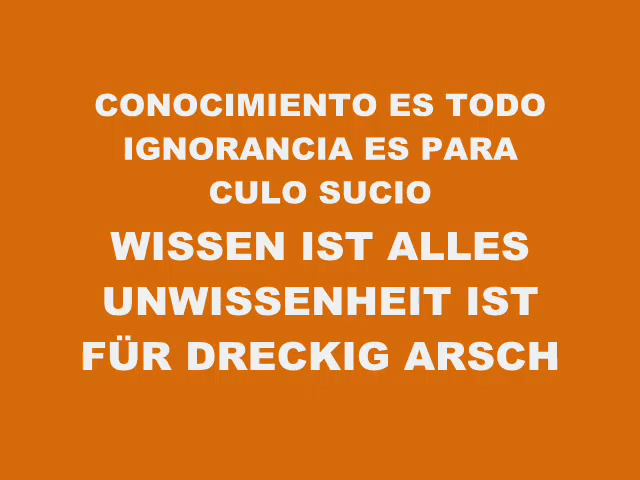 CONOCIMIENTO ES TODO
IGNORANCIA ES PARA
CULO SUCIO
WISSEN IST ALLES
UNWISSENHEIT IST
FÜR DRECKIG ARSCH